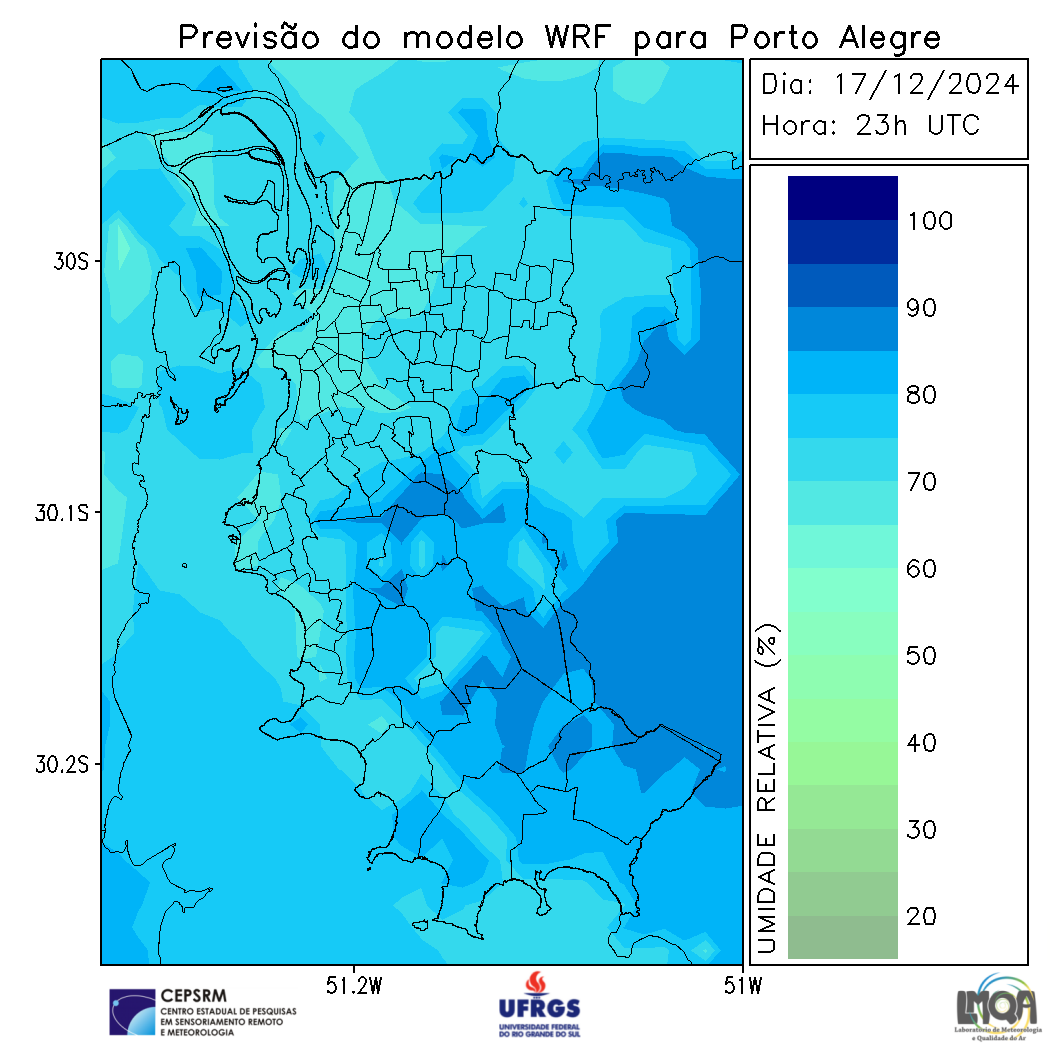 Previsão do modelo WRF para Porto Alegre
Dia: 17/12/2024
Hora: 23h UTC
30S
30.1S
30.2S
51.2W
51W
UMIDADE RELATIVA (%)
100
90
80
70
60
50
40
30
20
CEPSRM
CENTRO ESTADUAL DE PESQUISAS
EM SENSORIAMENTO REMOTO
E METEOROLOGIA
UFRGS
UNIVERSIDADE FEDERAL
DO RIO GRANDE DO SUL
LMQA
Laboratório de Meteorologia
e Qualidade do Ar